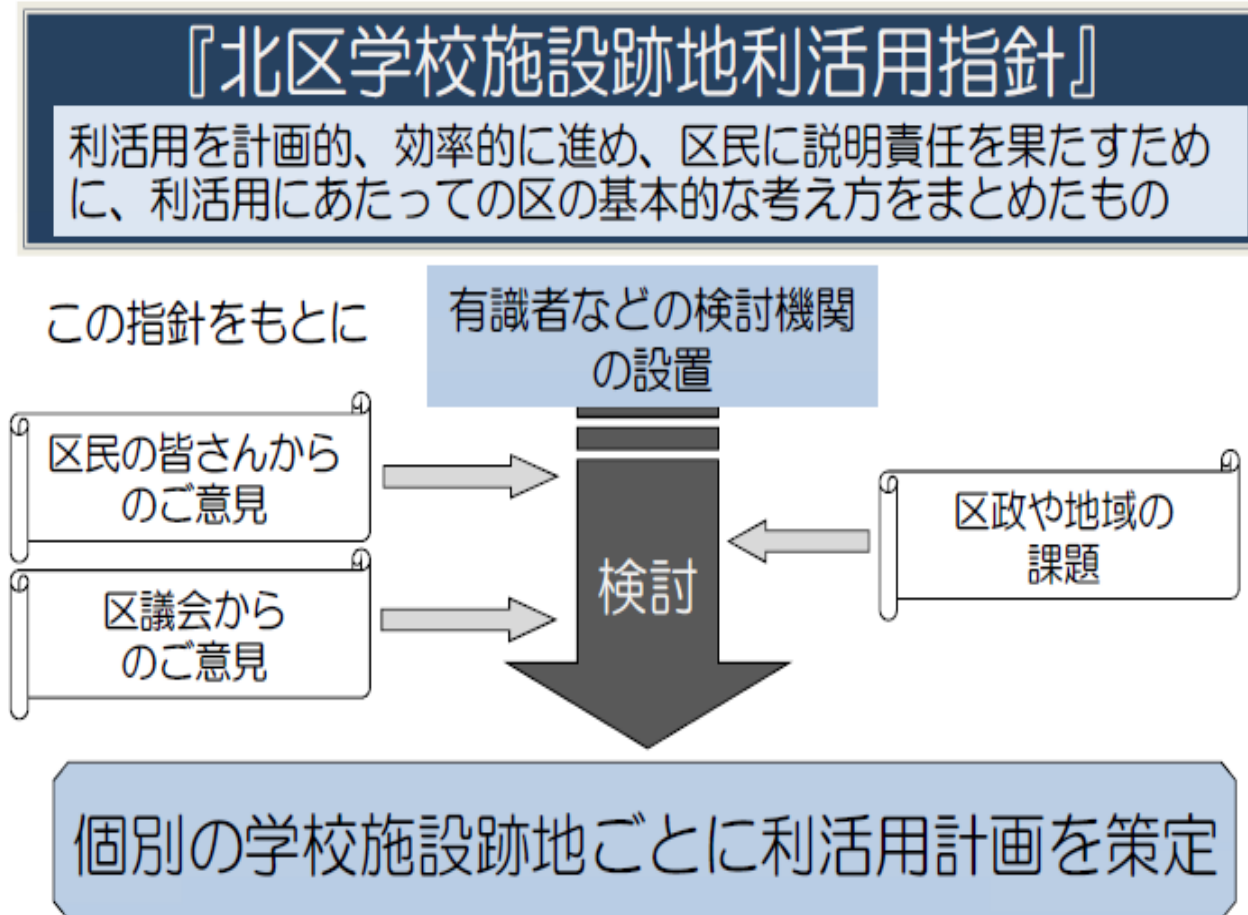 『北区学校施設跡地利活用指針』
利活用を計画的、効率的に進め、区民に説明責任を果たすため
に、利活用にあたっての区の基本的な考え方をまとめたもの
この指針をもとに
有識者などの検討機関
の設置
区民の皆さんから
のご意見
区議会から
のご意見
区政や地域の
課題
検討
個別の学校施設跡地ごとに利活用計画を策定